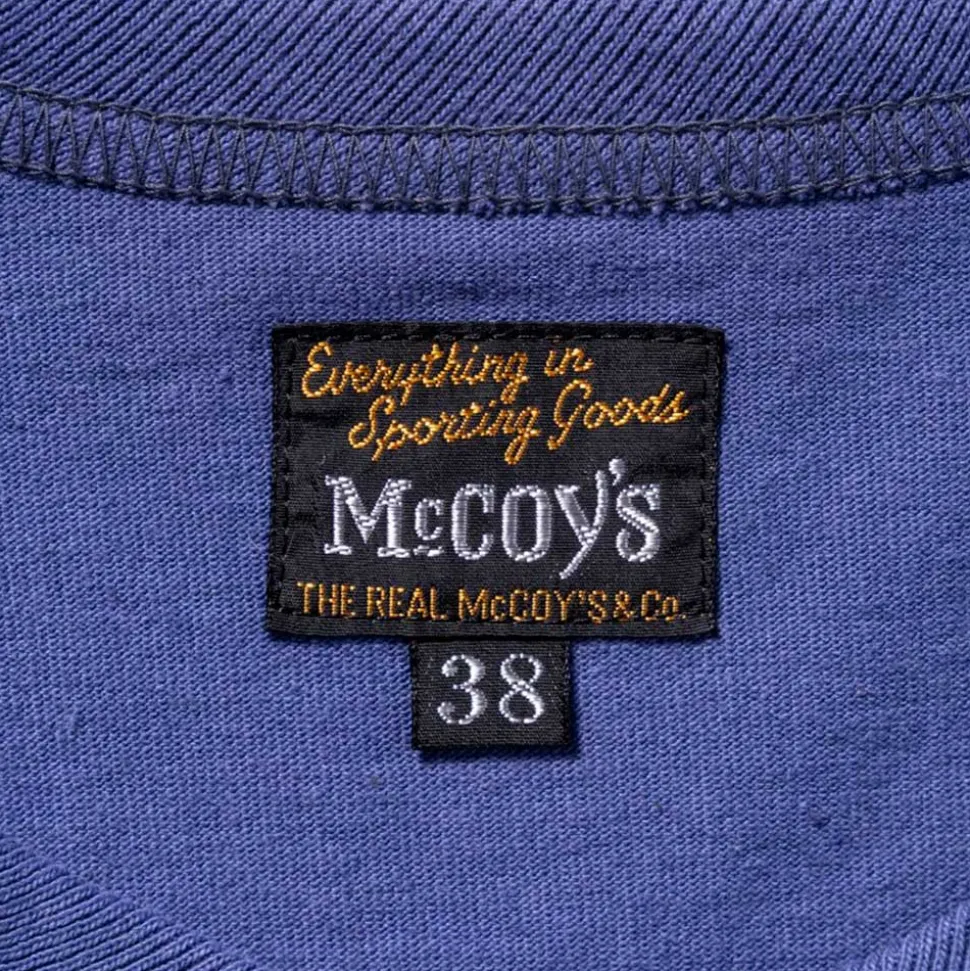 Everything in
Sporting Goods
McCOY'S
THE REAL McCOY'S & Co.
38